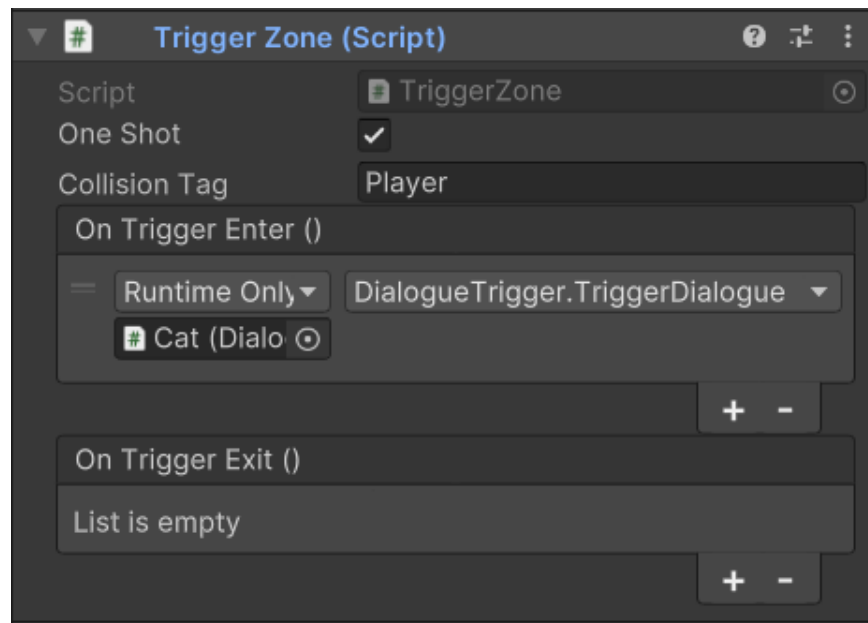 Trigger Zone (Script)
Script TriggerZone
One Shot
Collision Tag Player
On Trigger Enter ()
Runtime Only DialogueTrigger.TriggerDialogue
Cat (Dialo
On Trigger Exit ()
List is empty